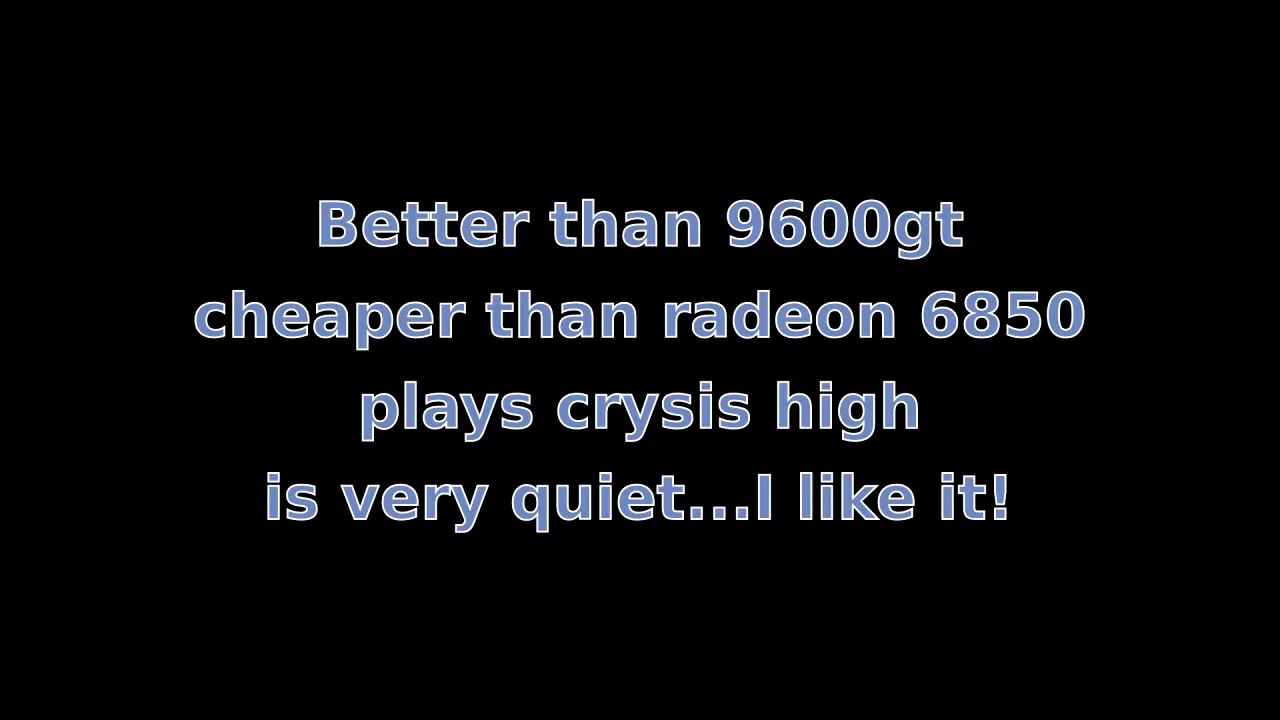 Better than 9600gt
cheaper than radeon 6850
plays crysis high
is very quiet...I like it!